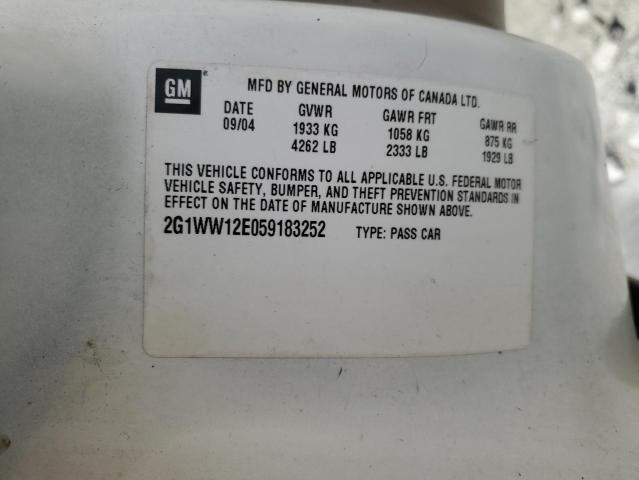 GM
MFD BY GENERAL MOTORS OF CANADA LTD.
DATE GVWR GAWR FRT GAWR RR
09/04 1933 KG 1058 KG 875 KG
4262 LB 2333 LB 1929 LB
THIS VEHICLE CONFORMS TO ALL APPLICABLE U.S. FEDERAL MOTOR
VEHICLE SAFETY, BUMPER, AND THEFT PREVENTION STANDARDS IN
EFFECT ON THE DATE OF MANUFACTURE SHOWN ABOVE.
2G1WW12E059183252 TYPE: PASS CAR